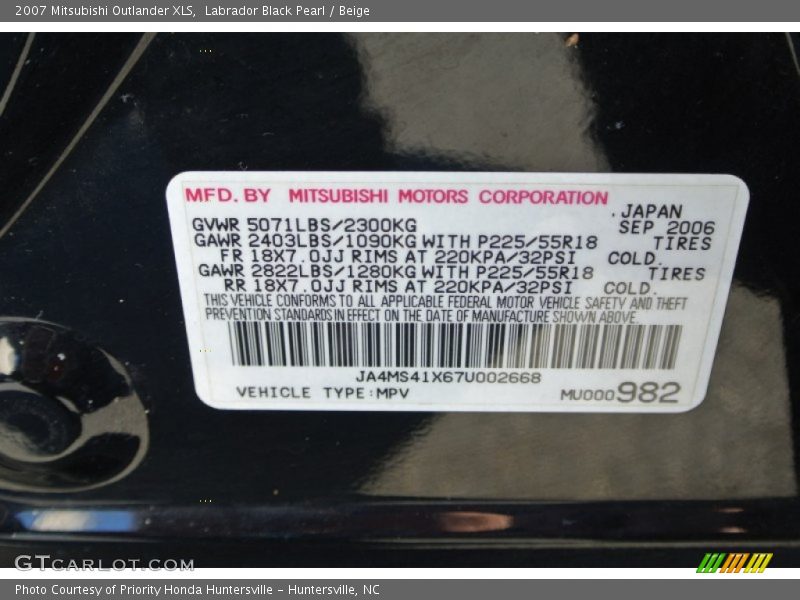 2007 Mitsubishi Outlander XLS,  Labrador Black Pearl / Beige
MFD. BY MITSUBISHI MOTORS CORPORATION
.JAPAN
GVWR 5071LBS/2300KG SEP 2006
GAWR 2403LBS/1090KG WITH P225/55R18 TIRES
FR 18X7.0JJ RIMS AT 220KPA/32PSI COLD.
GAWR 2822LBS/1280KG WITH P225/55R18 TIRES
RR 18X7.0JJ RIMS AT 220KPA/32PSI COLD.
THIS VEHICLE CONFORMS TO ALL APPLICABLE FEDERAL MOTOR VEHICLE SAFETY AND THEFT
PREVENTION STANDARDS IN EFFECT ON THE DATE OF MANUFACTURE SHOWN ABOVE.
JA4MS41X67U002668
VEHICLE TYPE:MPV MU000982
GTCARLOT.COM
Photo Courtesy of Priority Honda Huntersville - Huntersville, NC